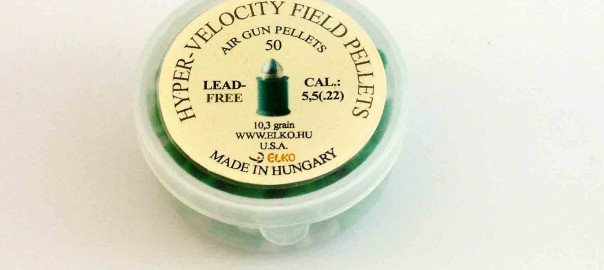 HYPER-VELOCITY FIELD PELLETS
AIR GUN PELLETS
50
LEAD-
FREE
CAL.:
5,5(.22)
10,3 grain
WWW.ELKO.HU
U.S.A.
ELKO
MADE IN HUNGARY